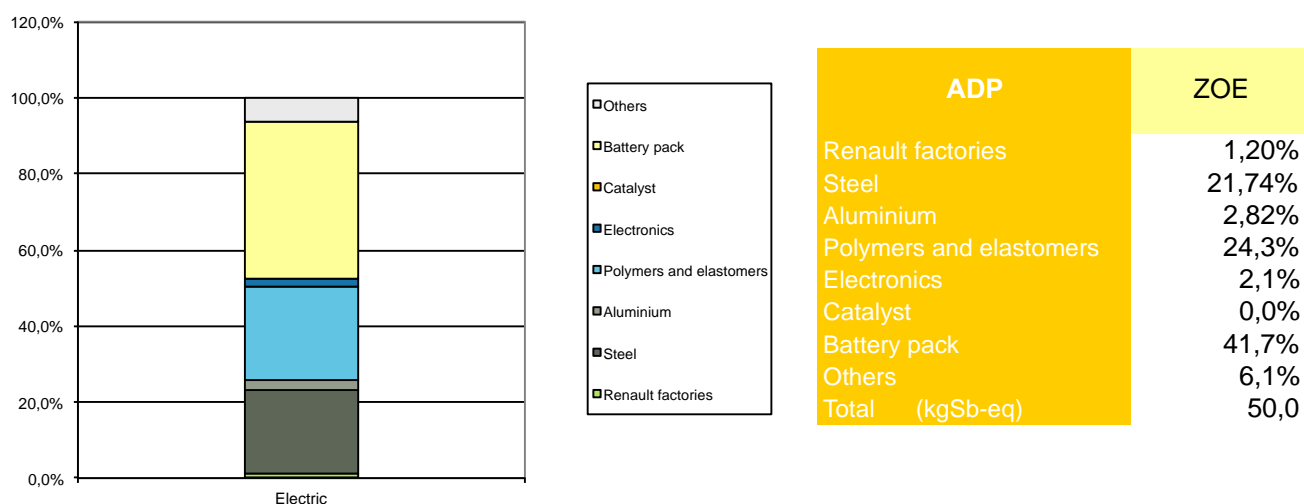 120,0%
100,0%
80,0%
60,0%
40,0%
20,0%
0,0%
Electric
Others
Battery pack
Catalyst
Electronics
Polymers and elastomers
Aluminium
Steel
Renault factories
ADP ZOE
Renault factories 1,20%
Steel 21,74%
Aluminium 2,82%
Polymers and elastomers 24,3%
Electronics 2,1%
Catalyst 0,0%
Battery pack 41,7%
Others 6,1%
Total (kgSb-eq) 50,0